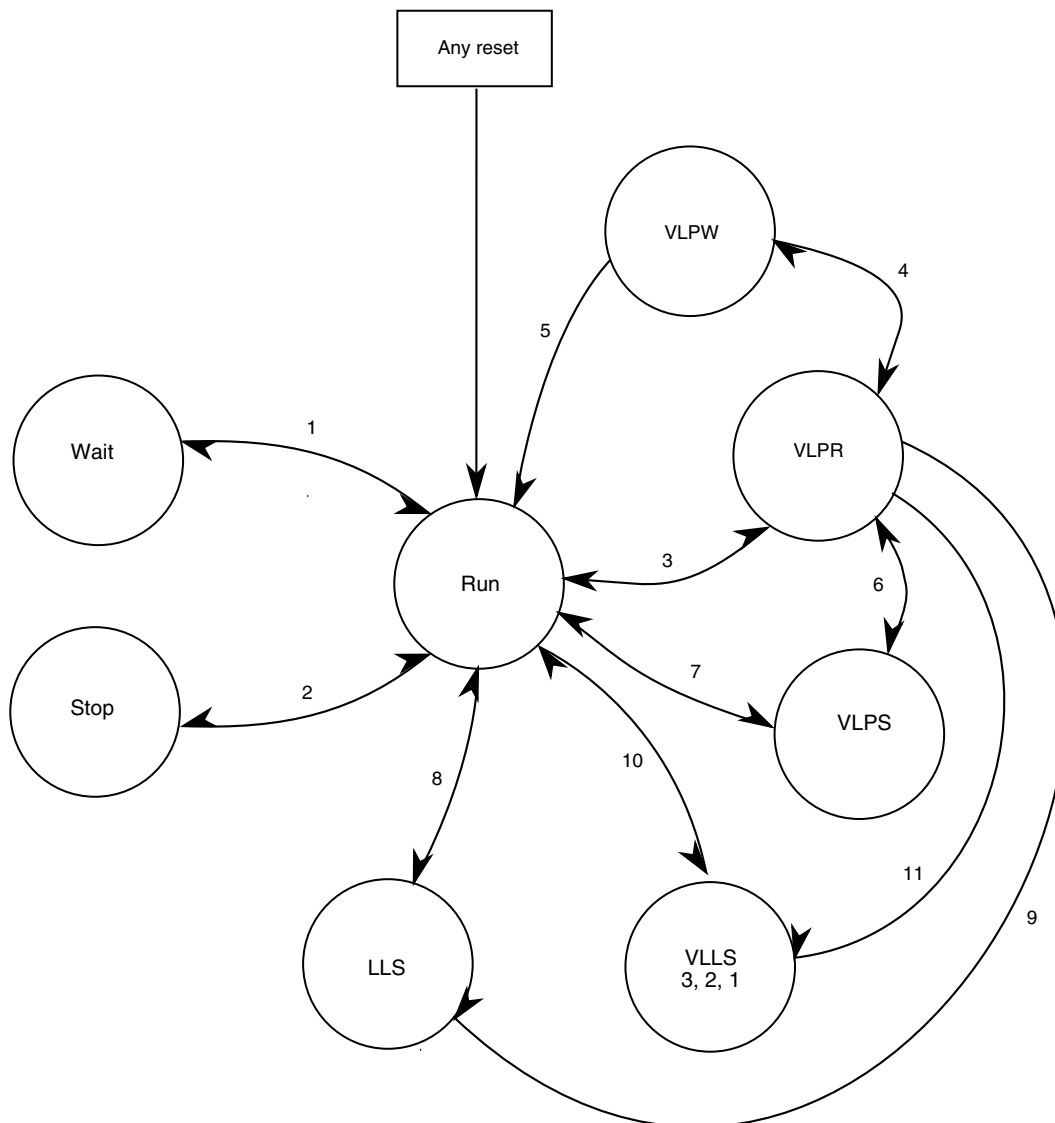 Any reset
VLPW
4
5
Wait
1
VLPR
Run
3
6
Stop
2
7
VLPS
10
8
11
9
LLS
VLLS
3, 2, 1